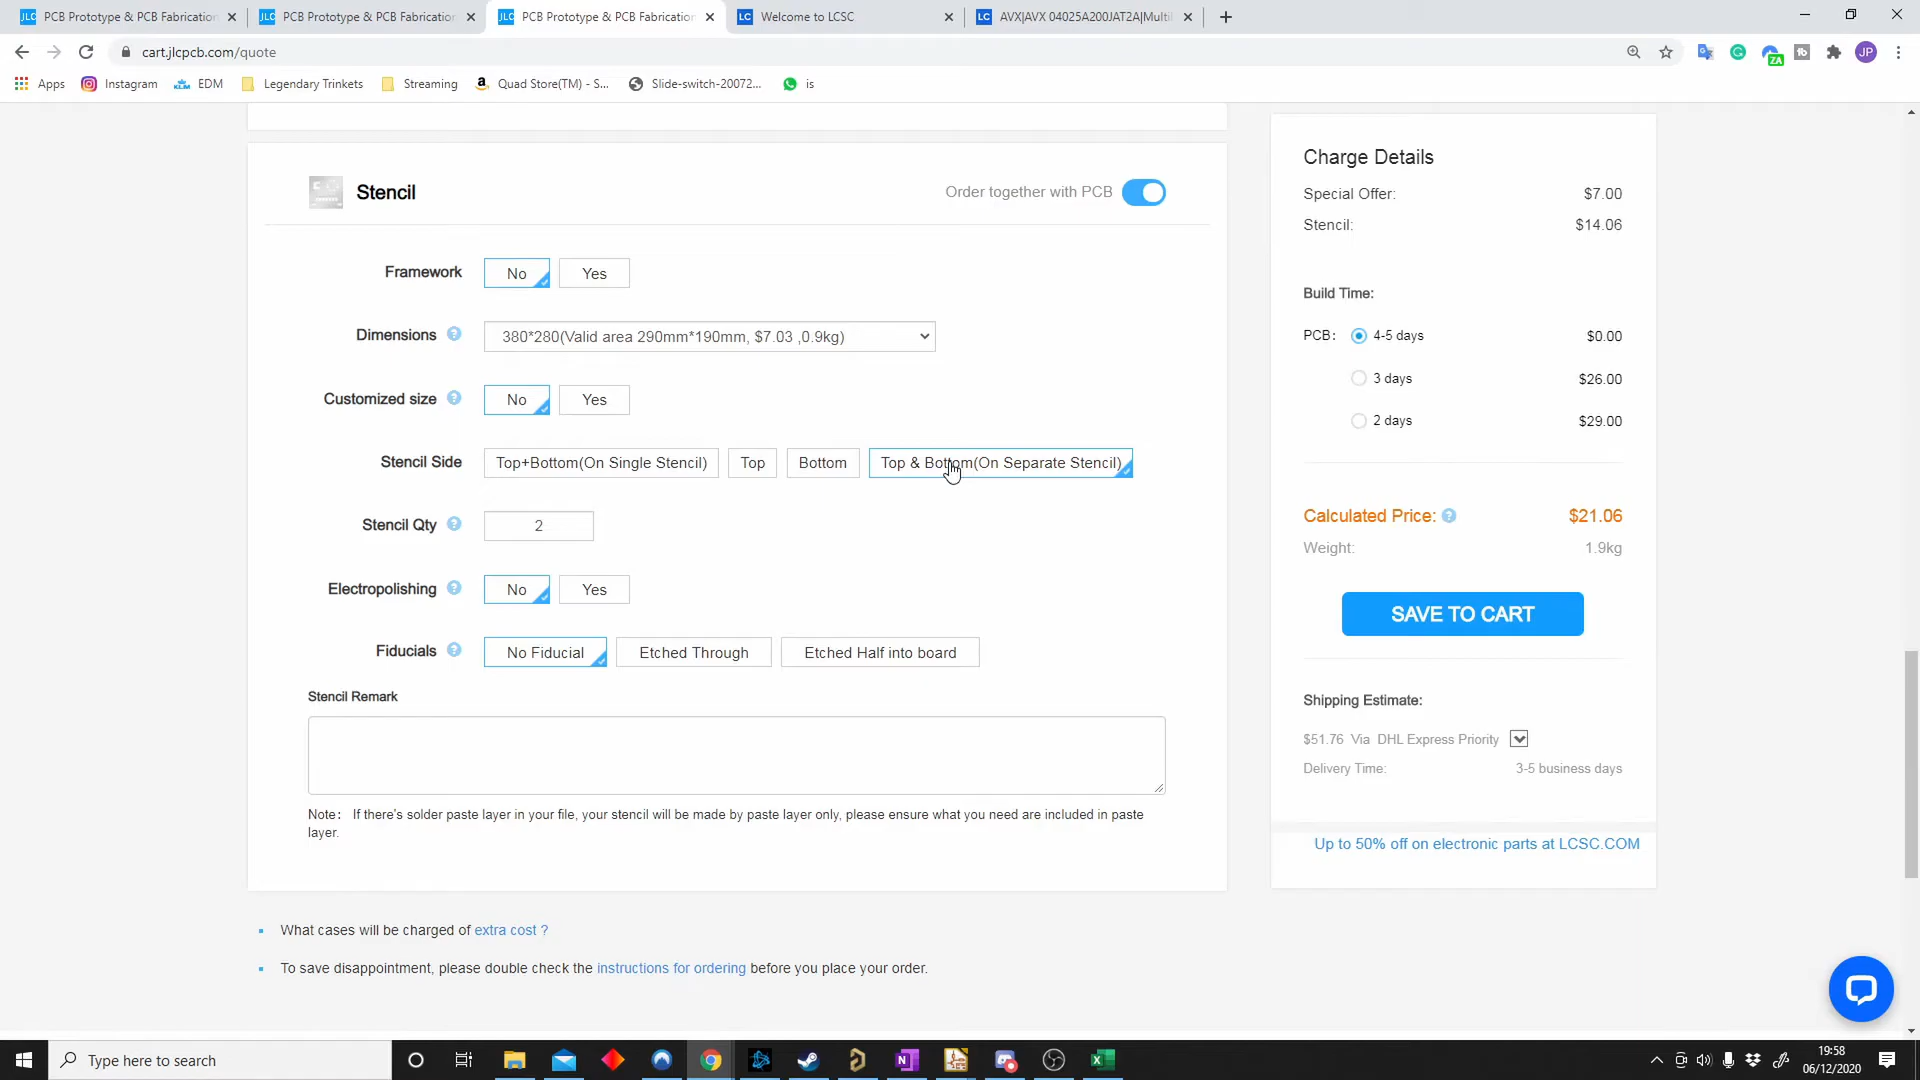 JLC PCB Prototype & PCB Fabrication
JLC PCB Prototype & PCB Fabrication
JLC PCB Prototype & PCB Fabrication
LC Welcome to LCSC
LC AVX|AVX 04025A200JAT2A|Multil
cart.jlcpcb.com/quote
ZA
JP
Apps
Instagram
KLM EDM
Legendary Trinkets
Streaming
a Quad Store(TM) - S...
Slide-switch-20072...
is
Stencil
Order together with PCB
Framework
No
Yes
Dimensions ?
380*280(Valid area 290mm*190mm, $7.03 ,0.9kg)
Customized size ?
No
Yes
Stencil Side
Top+Bottom(On Single Stencil)
Top
Bottom
Top & Bottom(On Separate Stencil)
Stencil Qty ?
2
Electropolishing ?
No
Yes
Fiducials ?
No Fiducial
Etched Through
Etched Half into board
Stencil Remark
Note: If there's solder paste layer in your file, your stencil will be made by paste layer only, please ensure what you need are included in paste
layer.
What cases will be charged of extra cost ?
To save disappointment, please double check the instructions for ordering before you place your order.
Charge Details
Special Offer: $7.00
Stencil: $14.06
Build Time:
PCB: 4-5 days $0.00
3 days $26.00
2 days $29.00
Calculated Price: ? $21.06
Weight: 1.9kg
SAVE TO CART
Shipping Estimate:
$51.76 Via DHL Express Priority
Delivery Time: 3-5 business days
Up to 50% off on electronic parts at LCSC.COM
Type here to search
19:58
06/12/2020